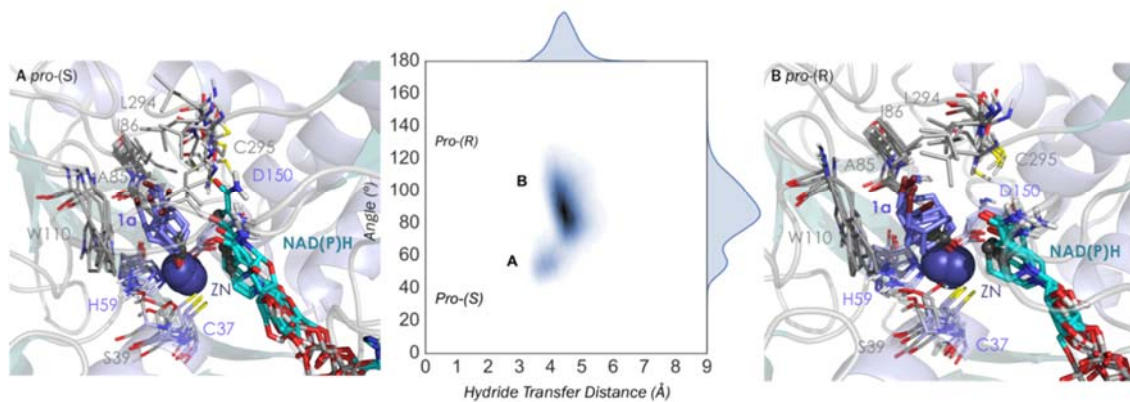 A pro-(S)
L294
I86
C295
A85
D150
1a
W110
NAD(P)H
ZN
H59
C37
S39
180
160
140
120
100
80
60
40
20
0
Angle (°)
Pro-(R)
B
A
Pro-(S)
0 1 2 3 4 5 6 7 8 9
Hydride Transfer Distance (Å)
B pro-(R)
L294
I86
C295
A85
D150
1a
W110
NAD(P)H
H59
ZN
C37
S39